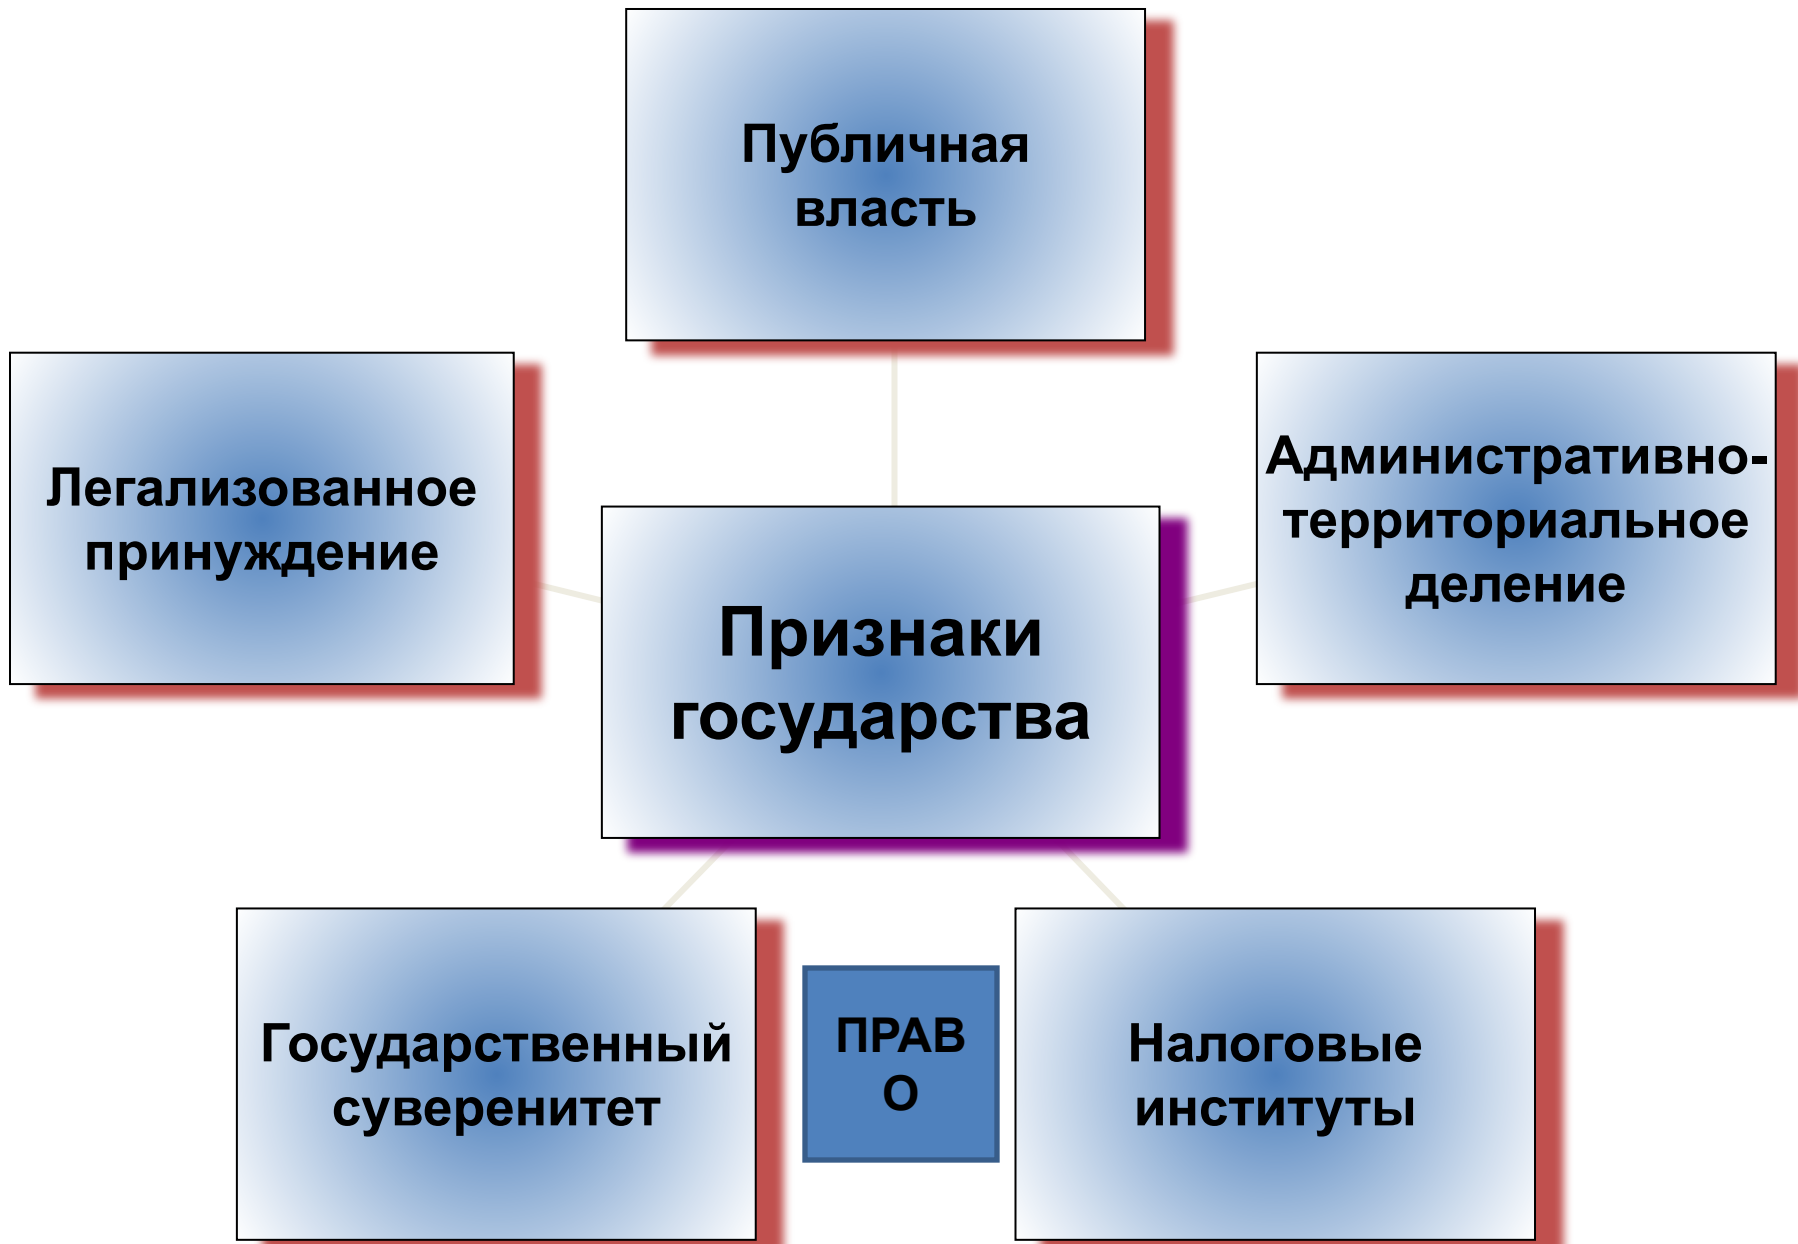 Публичная
власть
Легализованное
принуждение
Административно-
территориальное
деление
Признаки
государства
Государственный
суверенитет
ПРАВ
О
Налоговые
институты